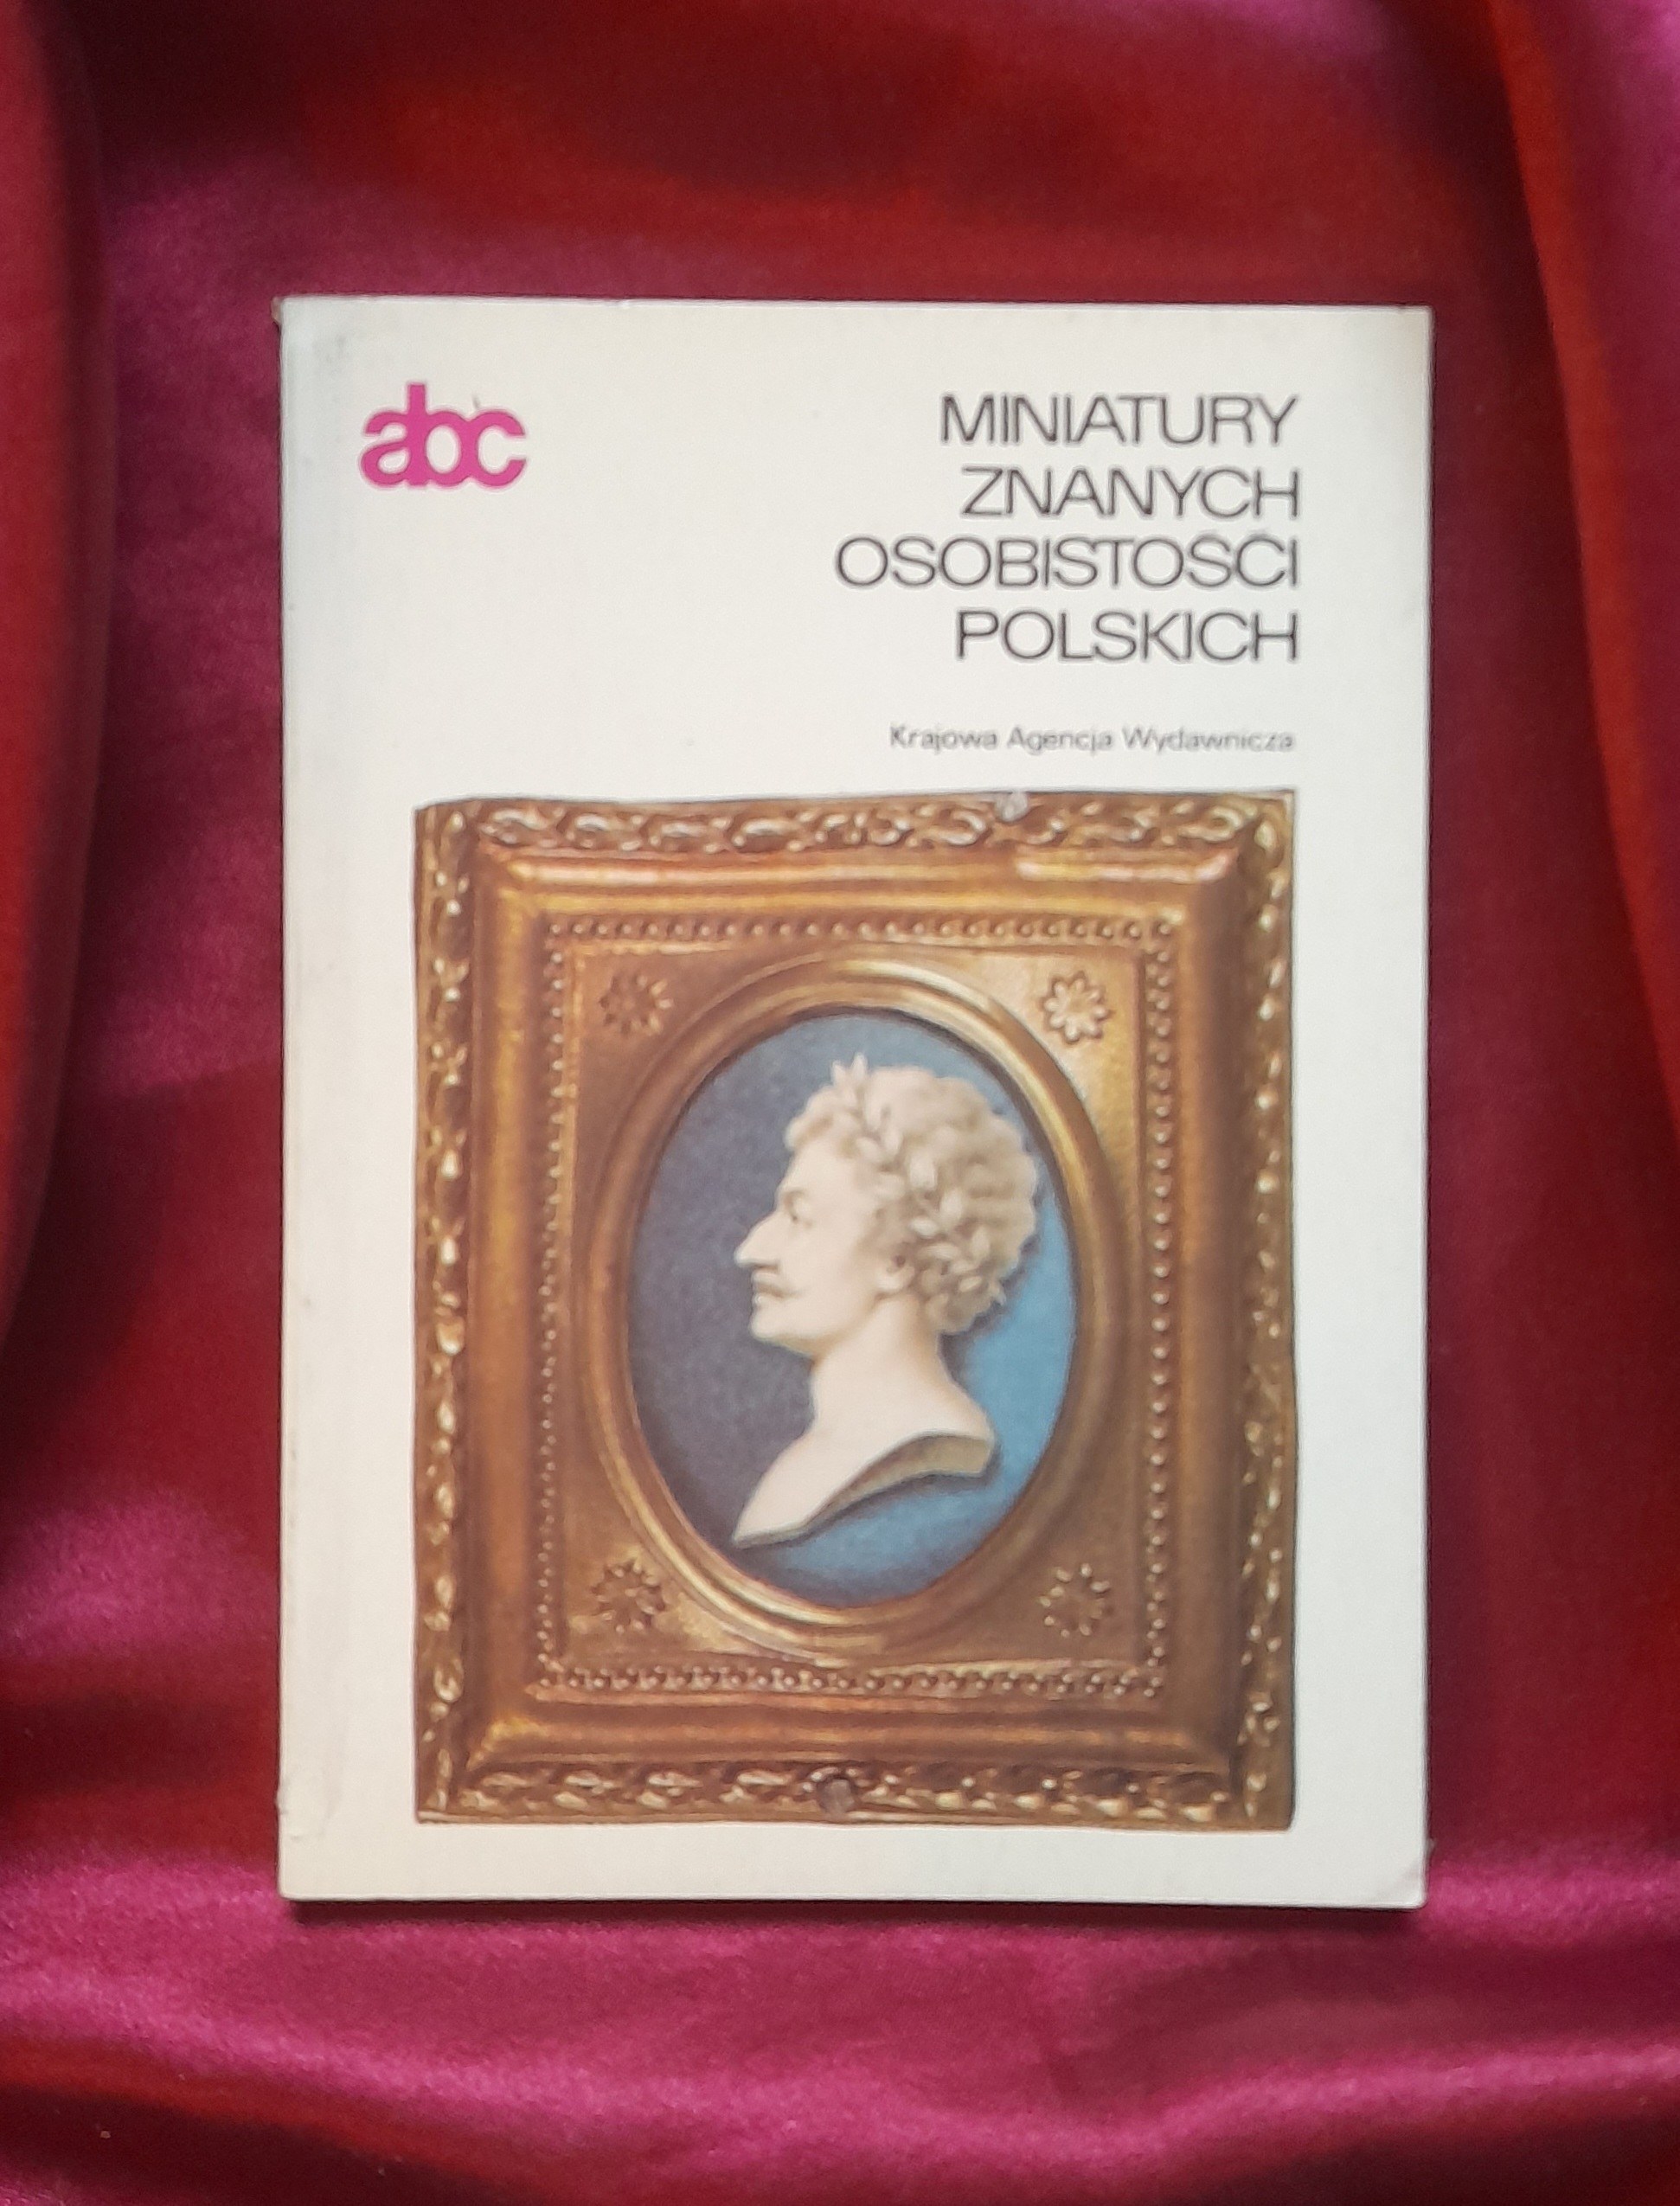 abc
MINIATURY
ZNANYCH
OSOBISTOŚCI
POLSKICH
Krajowa Agencja Wydawnicza